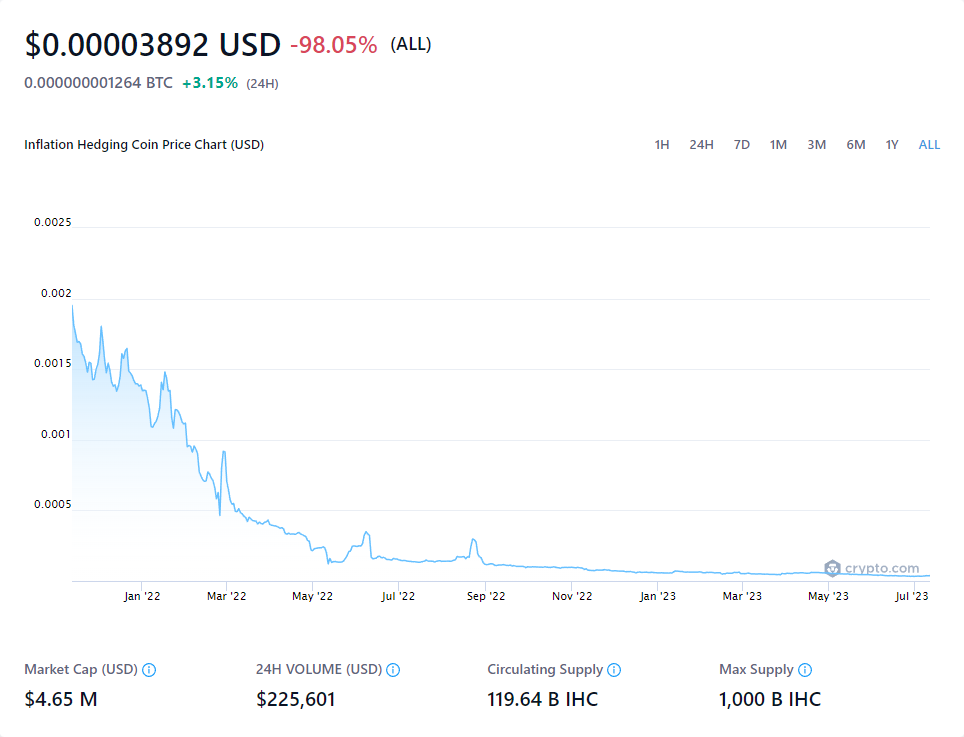 $0.00003892 USD -98.05% (ALL)
0.000000001264 BTC +3.15% (24H)
Inflation Hedging Coin Price Chart (USD) 1H 24H 7D 1M 3M 6M 1Y ALL
0.0025
0.002
0.0015
0.001
0.0005
crypto.com
Jan '22 Mar '22 May '22 Jul '22 Sep '22 Nov '22 Jan '23 Mar '23 May '23 Jul '23
Market Cap (USD) 24H VOLUME (USD) Circulating Supply Max Supply
$4.65 M $225,601 119.64 B IHC 1,000 B IHC